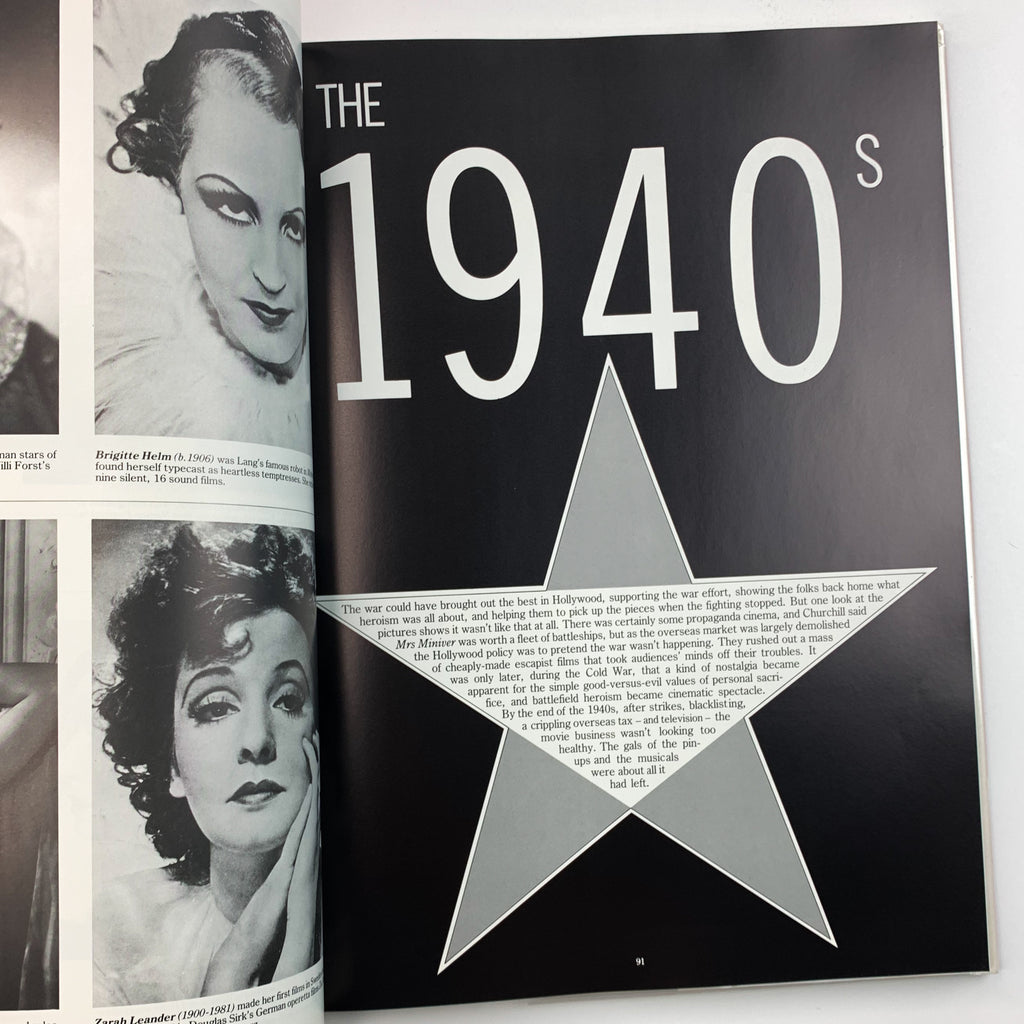 man stars of
Forst's
Brigitte Helm (b. 1906) was Lang's famous robot
found herself typecast as heartless temptresses. She
nine silent, 16 sound films.
Zarah Leander (1900-1981) made her first films in
Douglas Sirk's German operetta
THE
1940s
The war could have brought out the best in Hollywood, supporting the war effort, showing the folks back home what
heroism was all about, and helping them to pick up the pieces when the fighting stopped. But one look at the
pictures shows it wasn't like that at all. There was certainly some propaganda cinema, and Churchill said
Mrs Miniver was worth a fleet of battleships, but as the overseas market was largely demolished
the Hollywood policy was to pretend the war wasn't happening. They rushed out a mass
of cheaply-made escapist films that took audiences' minds off their troubles. It
was only later, during the Cold War, that a kind of nostalgia became
apparent for the simple good-versus-evil values of personal sacri-
fice, and battlefield heroism became cinematic spectacle.
By the end of the 1940s, after strikes, blacklisting,
a crippling overseas tax – and television – the
movie business wasn't looking too
healthy. The gals of the pin-
ups and the musicals
were about all it
had left.
91